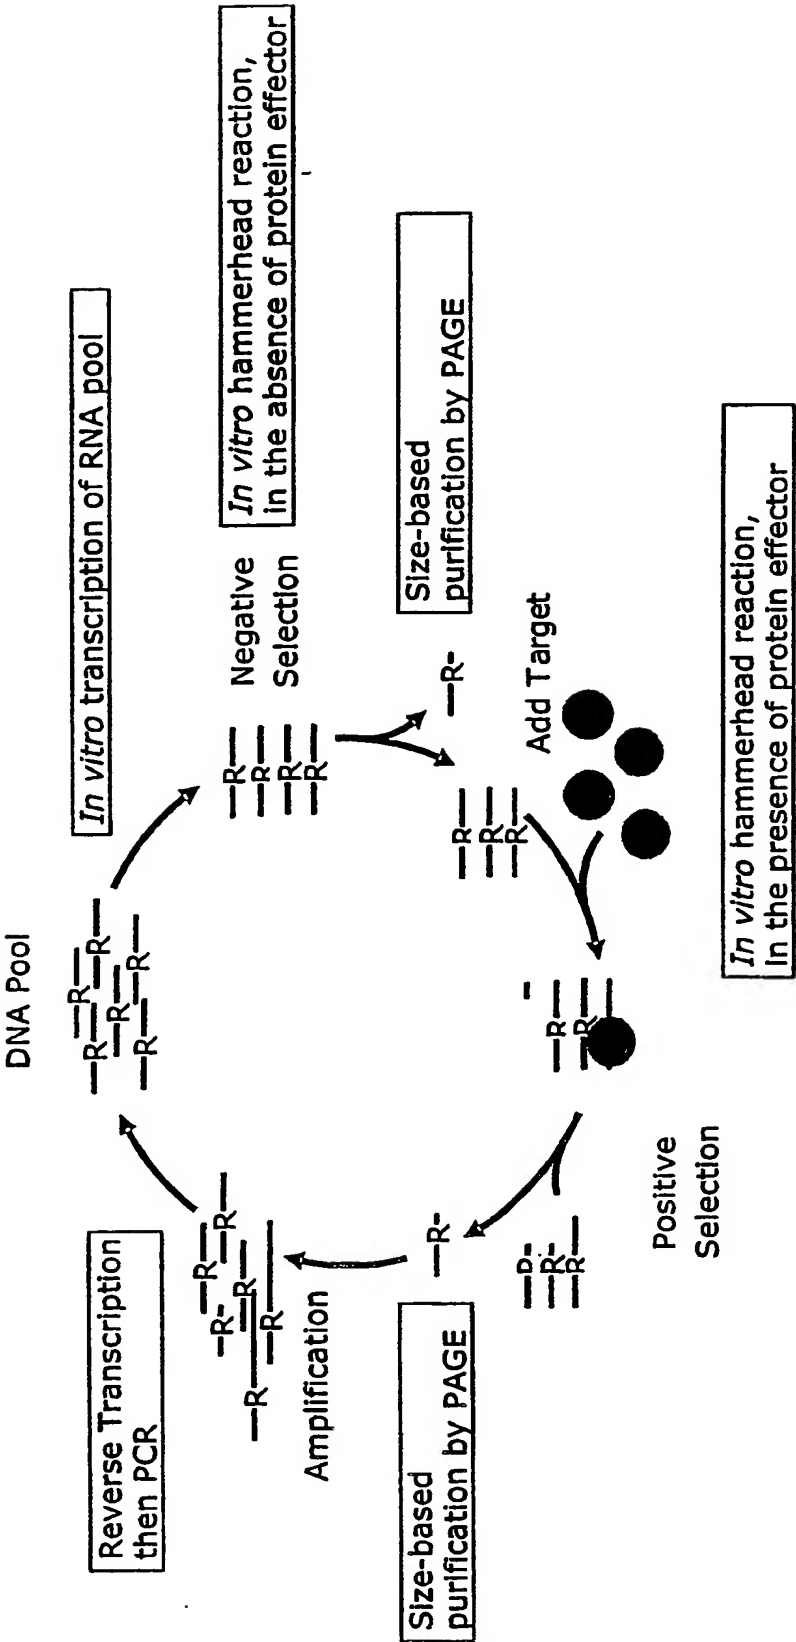 DNA Pool
In vitro transcription of RNA pool
—R—
—R—
—R—
—R—
—R—
—R—
Negative
Selection
In vitro hammerhead reaction,
in the absence of protein effector
—R—
—R—
—R—
—R—
Size-based
purification by PAGE
—R-
Add Target
—R—
—R—
—R—
In vitro hammerhead reaction,
In the presence of protein effector
—R—
—R—
Positive
Selection
—R-
—R—
Size-based
purification by PAGE
—R-
Amplification
—R—
—R—
-R-
—R—
—R—
—R—
Reverse Transcription
then PCR